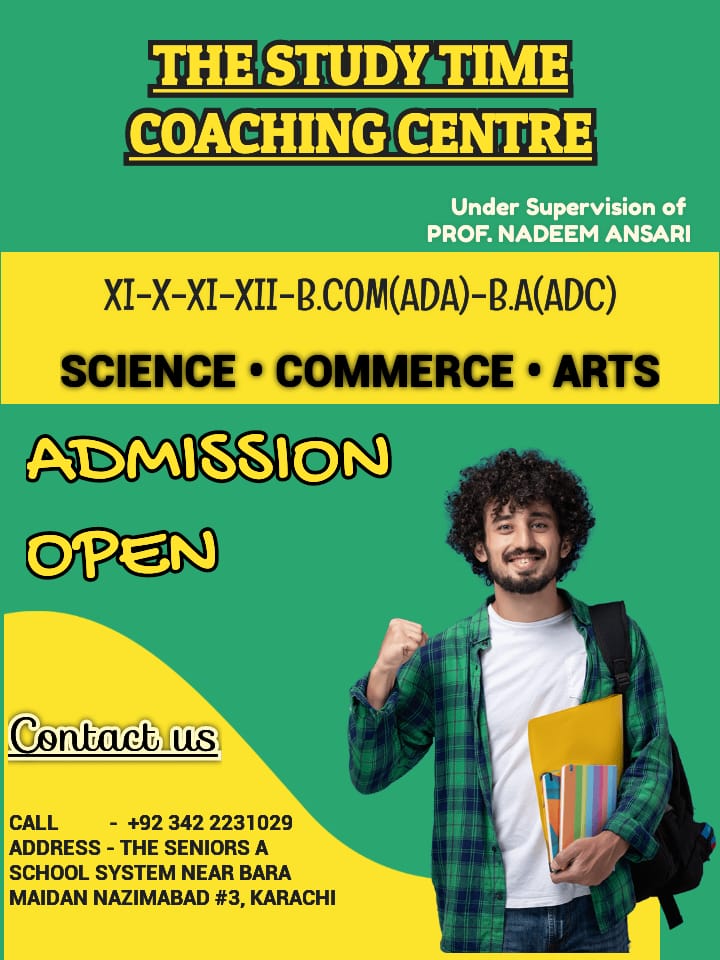 THE STUDY TIME
COACHING CENTRE
Under Supervision of
PROF. NADEEM ANSARI
XI-X-XI-XII-B.COM(ADA)-B.A(ADC)
SCIENCE • COMMERCE • ARTS
ADMISSION
OPEN
Contact us
CALL - +92 342 2231029
ADDRESS - THE SENIORS A
SCHOOL SYSTEM NEAR BARA
MAIDAN NAZIMABAD #3, KARACHI